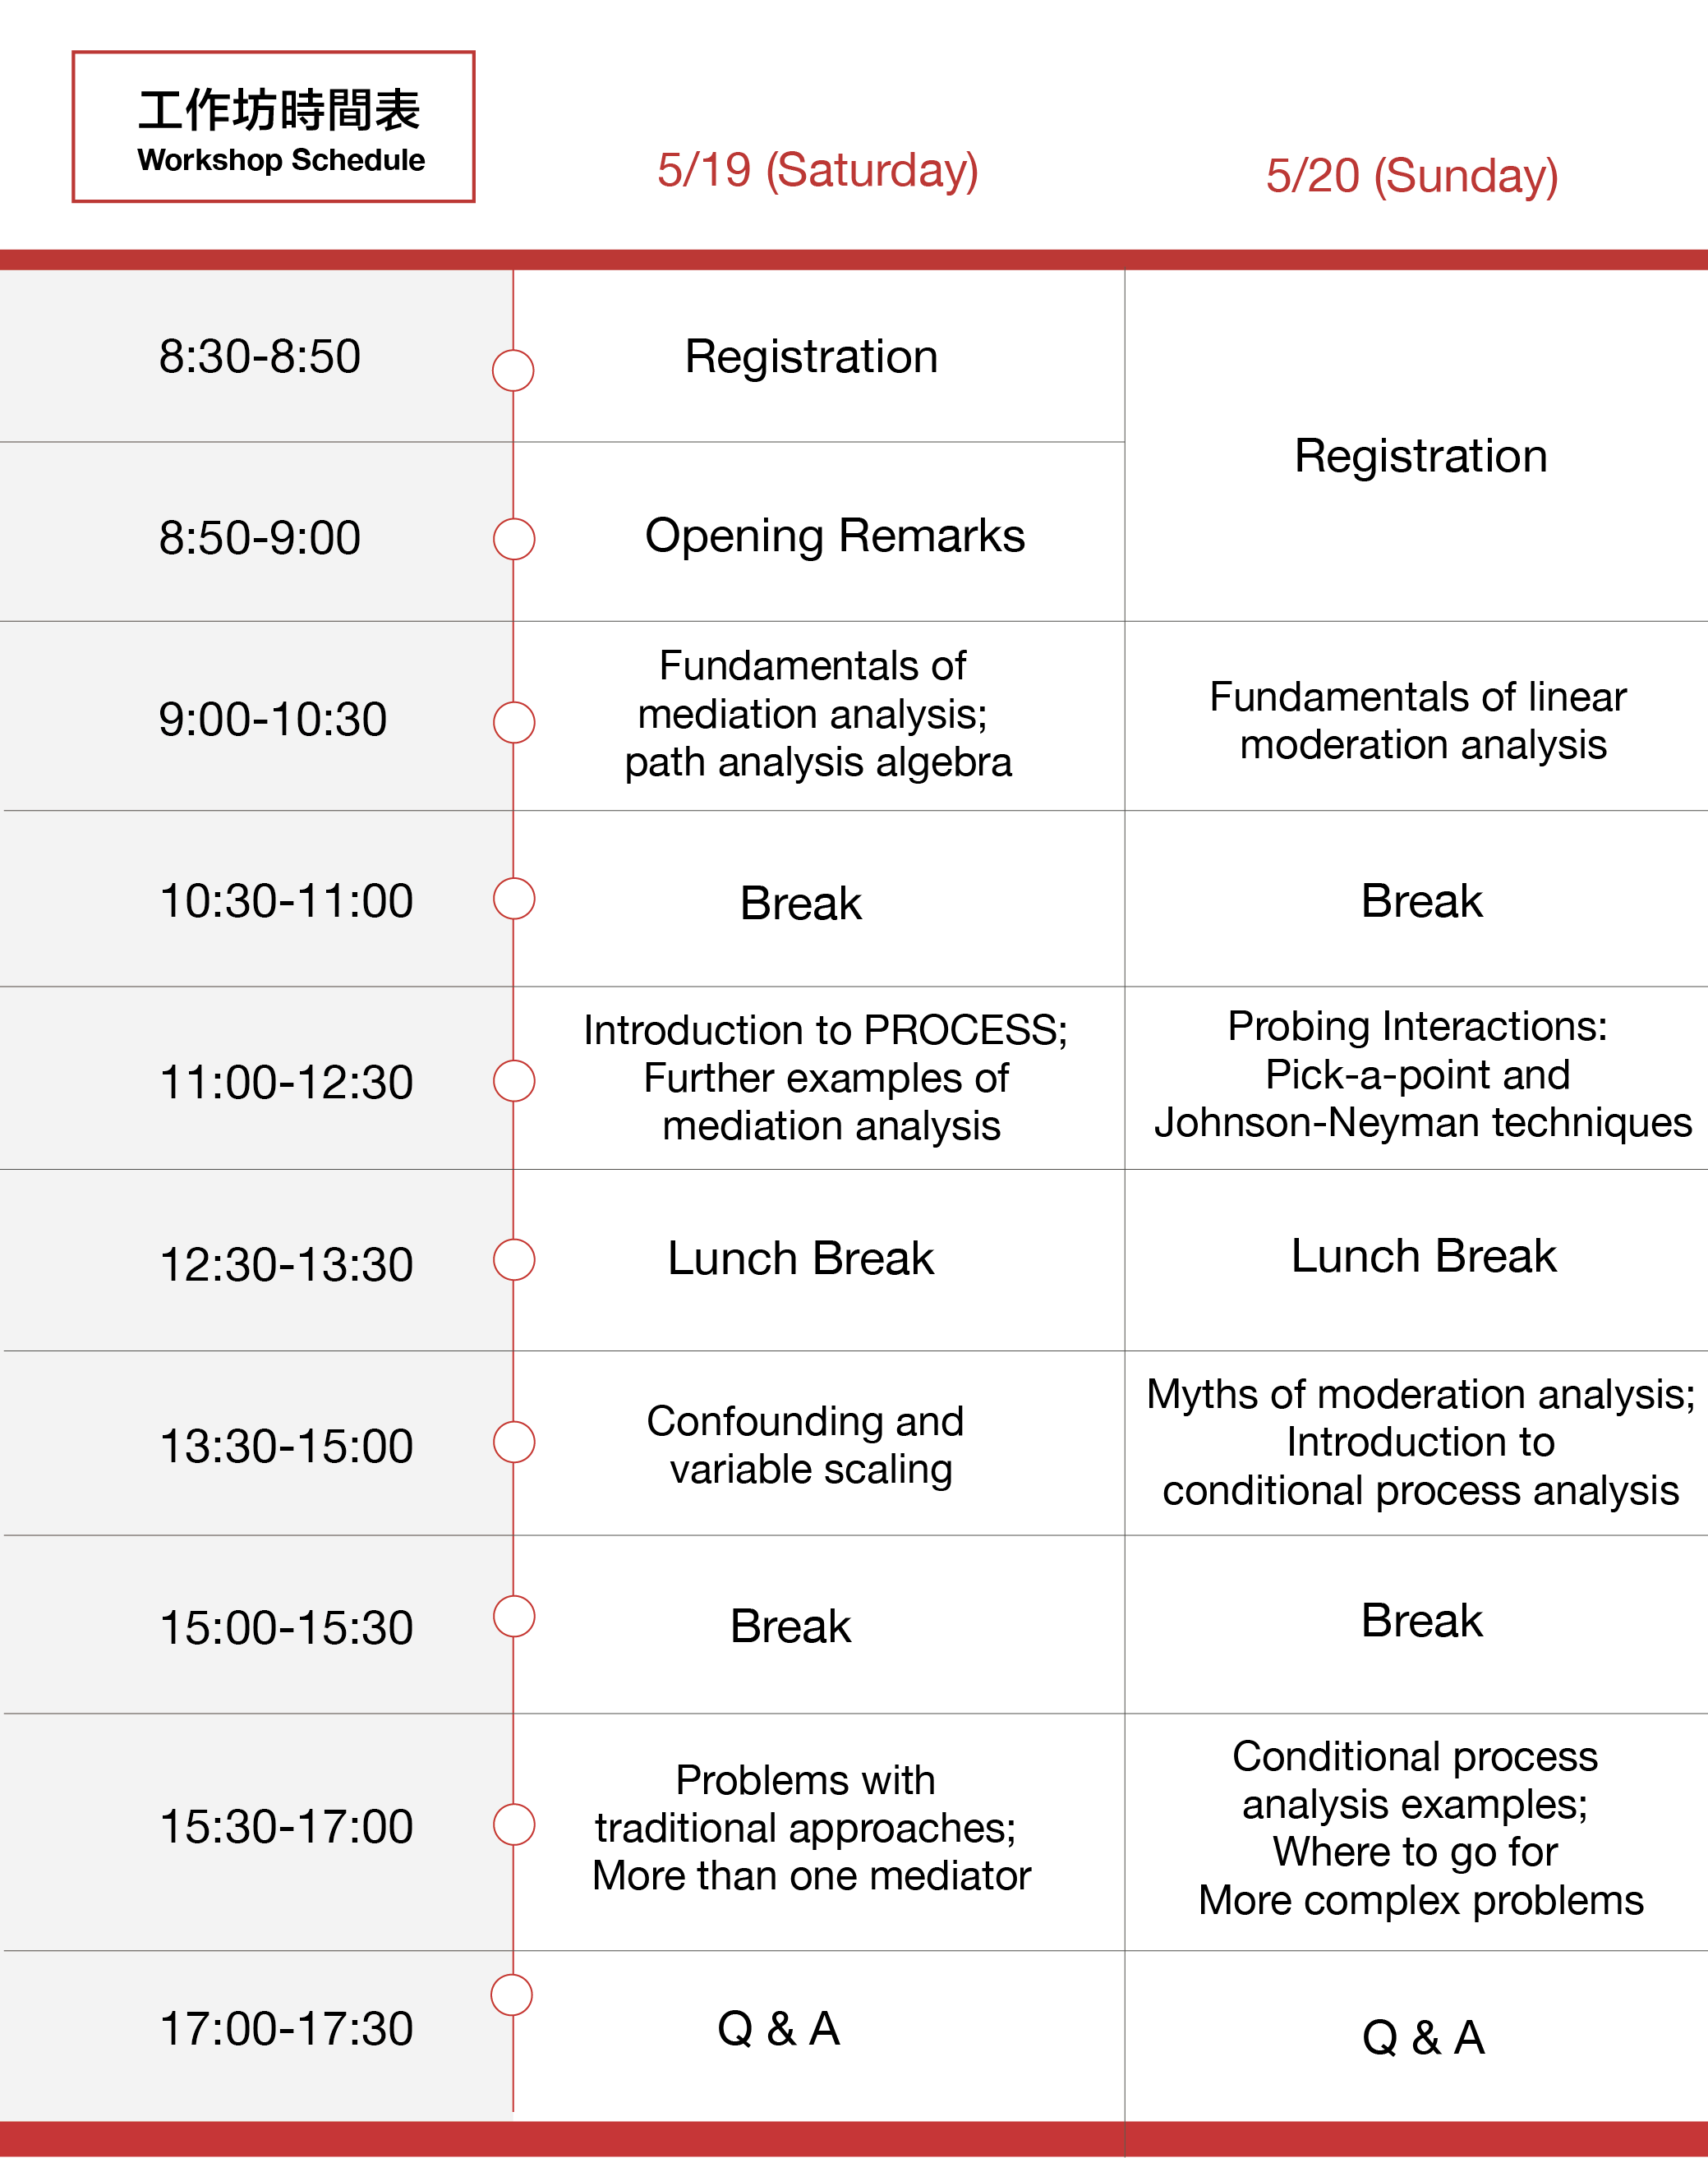 工作坊時間表
Workshop Schedule
5/19 (Saturday)
5/20 (Sunday)
8:30-8:50
Registration
Registration
8:50-9:00
Opening Remarks
9:00-10:30
Fundamentals of
mediation analysis;
path analysis algebra
Fundamentals of linear
moderation analysis
10:30-11:00
Break
Break
11:00-12:30
Introduction to PROCESS;
Further examples of
mediation analysis
Probing Interactions:
Pick-a-point and
Johnson-Neyman techniques
12:30-13:30
Lunch Break
Lunch Break
13:30-15:00
Confounding and
variable scaling
Myths of moderation analysis;
Introduction to
conditional process analysis
15:00-15:30
Break
Break
15:30-17:00
Problems with
traditional approaches;
More than one mediator
Conditional process
analysis examples;
Where to go for
More complex problems
17:00-17:30
Q & A
Q & A